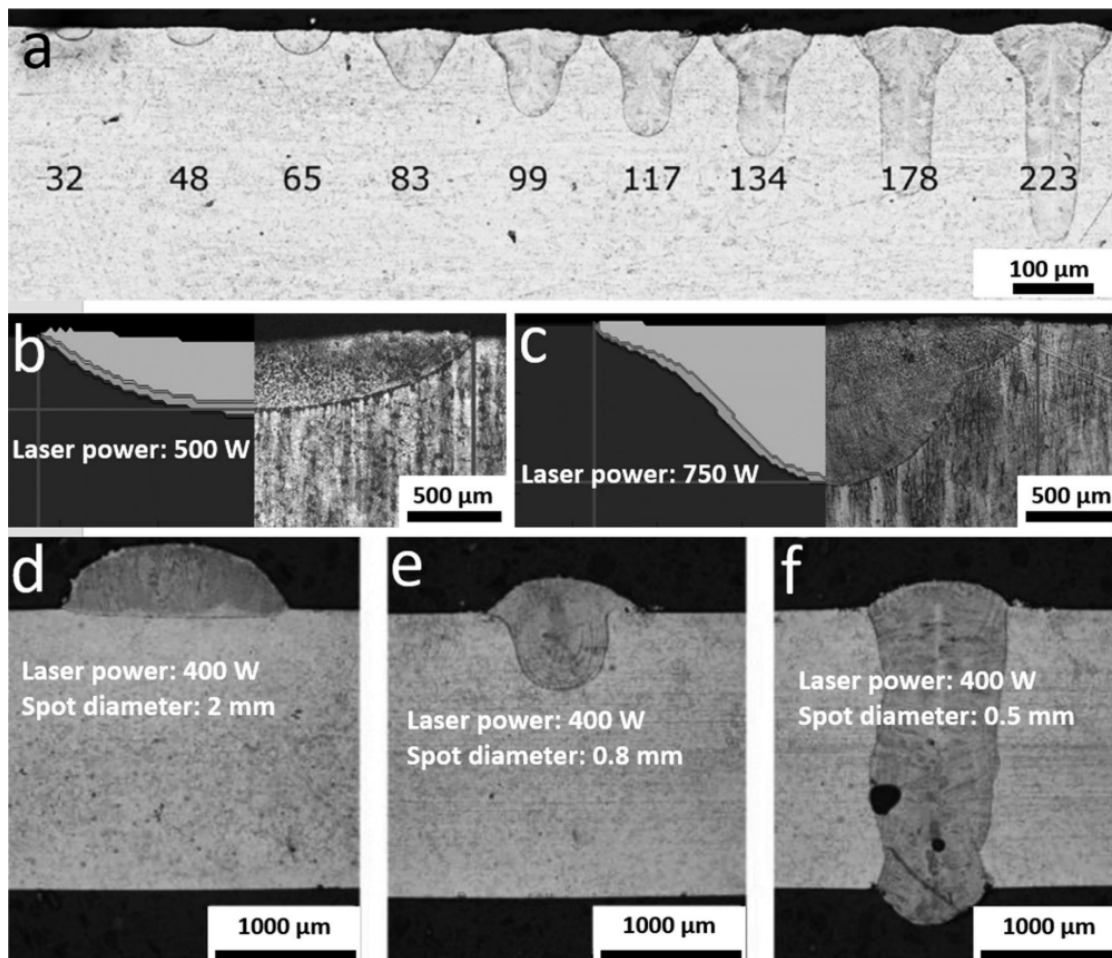 a
32 48 65 83 99 117 134 178 223
100 µm
b
Laser power: 500 W
500 µm
c
Laser power: 750 W
500 µm
d
Laser power: 400 W
Spot diameter: 2 mm
1000 µm
e
Laser power: 400 W
Spot diameter: 0.8 mm
1000 µm
f
Laser power: 400 W
Spot diameter: 0.5 mm
1000 µm